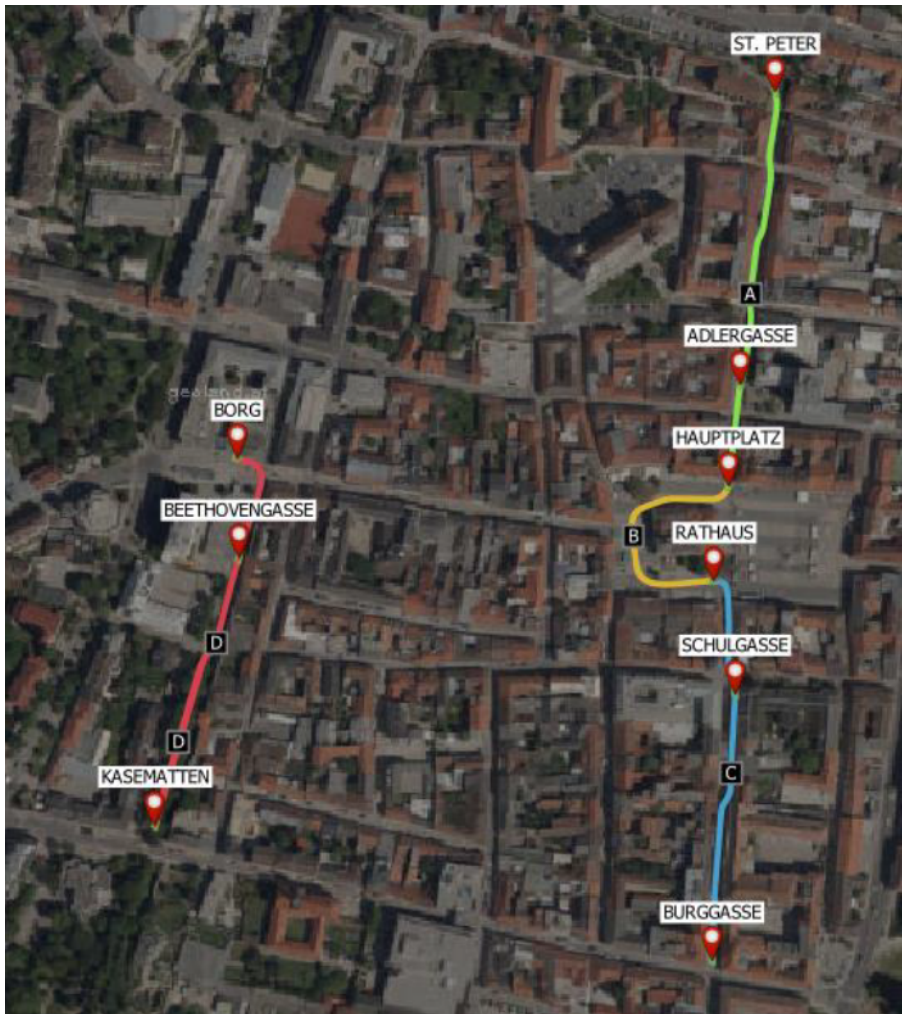 ST. PETER
A
ADLERGASSE
BORG
HAUPTPLATZ
BEETHOVENGASSE
B
RATHAUS
D
SCHULGASSE
D
C
KASEMATTEN
BURGGASSE